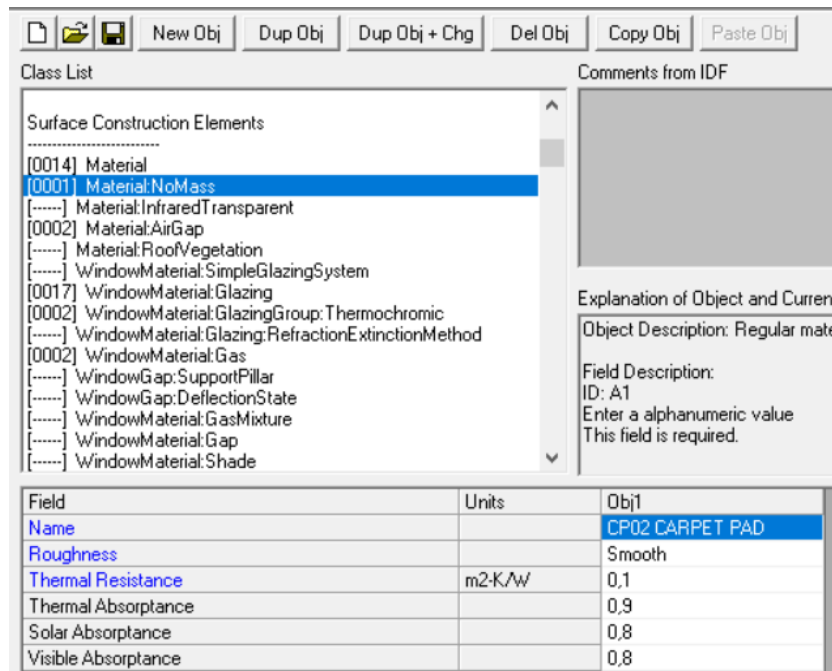 New Obj Dup Obj Dup Obj + Chg Del Obj Copy Obj Paste Obj
Class List
Surface Construction Elements
---------------------------
[0014] Material
[0001] Material:NoMass
[------] Material:InfraredTransparent
[0002] Material:AirGap
[------] Material:RoofVegetation
[------] WindowMaterial:SimpleGlazingSystem
[0017] WindowMaterial:Glazing
[0002] WindowMaterial:GlazingGroup:Thermochromic
[------] WindowMaterial:Glazing:RefractionExtinctionMethod
[0002] WindowMaterial:Gas
[------] WindowGap:SupportPillar
[------] WindowGap:DeflectionState
[------] WindowMaterial:GasMixture
[------] WindowMaterial:Gap
[------] WindowMaterial:Shade
Comments from IDF
Explanation of Object and Curren
Object Description: Regular mate
Field Description:
ID: A1
Enter a alphanumeric value
This field is required.
Field Units Obj1
Name CP02 CARPET PAD
Roughness Smooth
Thermal Resistance m2-K/W 0,1
Thermal Absorptance 0,9
Solar Absorptance 0,8
Visible Absorptance 0,8